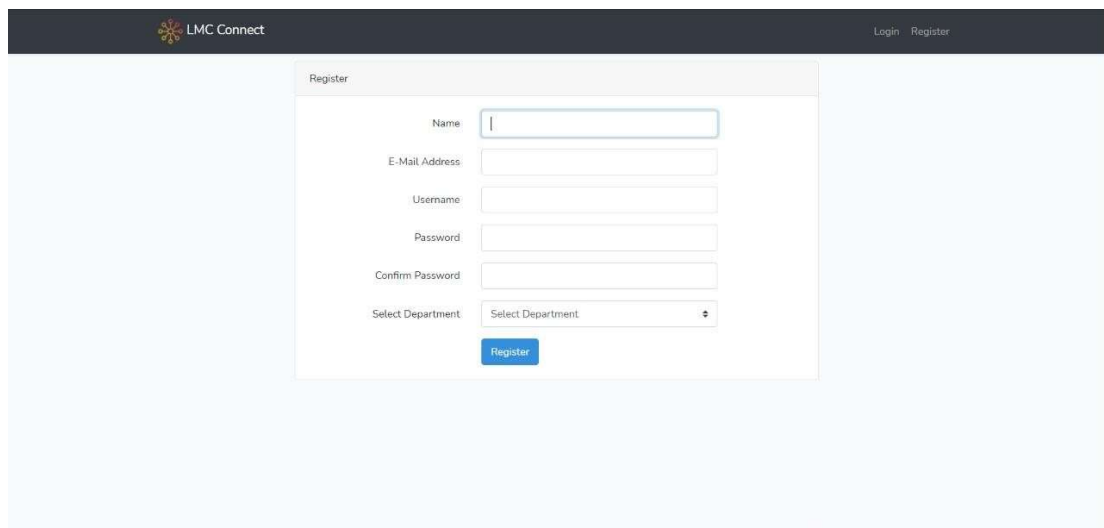 LMC Connect
Login Register
Register
Name
E-Mail Address
Username
Password
Confirm Password
Select Department Select Department
Register